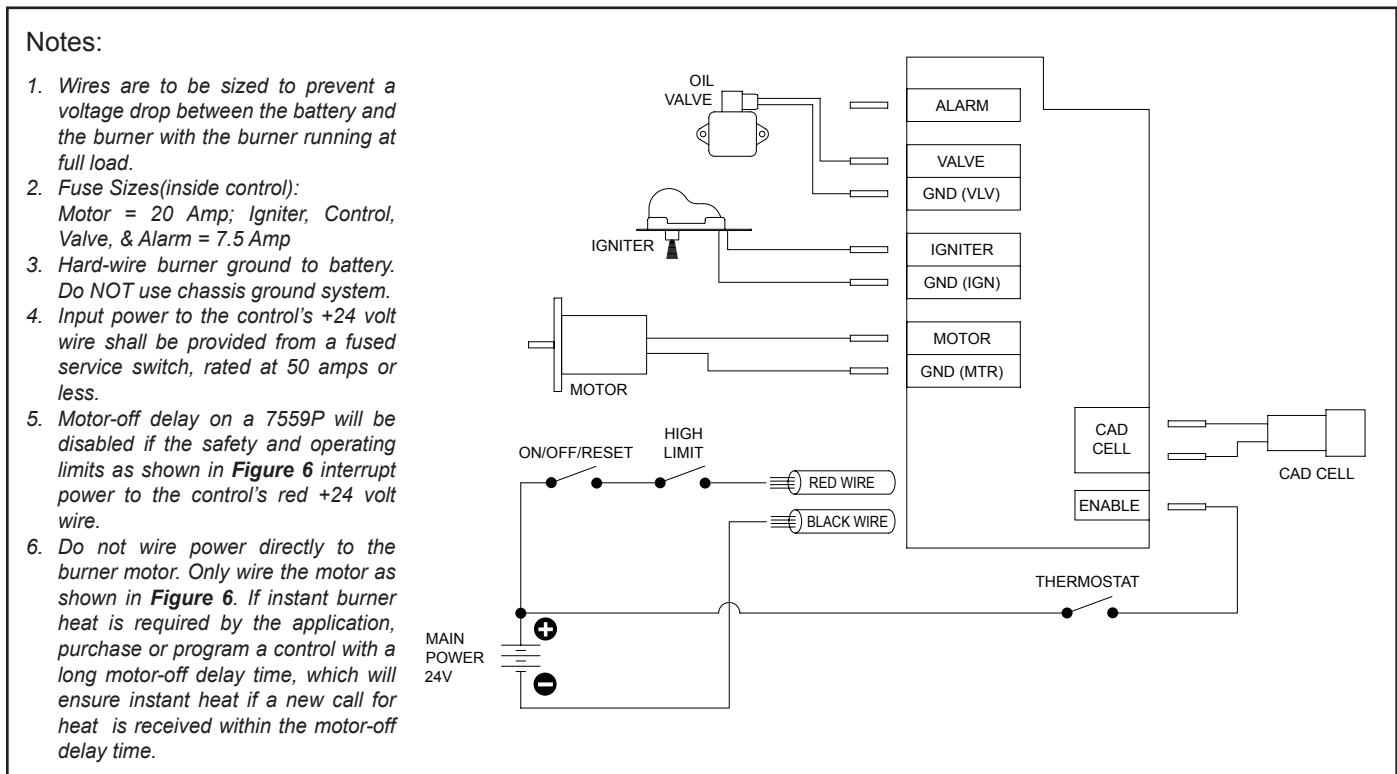 Notes:
1. Wires are to be sized to prevent a
voltage drop between the battery and
the burner with the burner running at
full load.
2. Fuse Sizes(inside control):
Motor = 20 Amp; Igniter, Control,
Valve, & Alarm = 7.5 Amp
3. Hard-wire burner ground to battery.
Do NOT use chassis ground system.
4. Input power to the control's +24 volt
wire shall be provided from a fused
service switch, rated at 50 amps or
less.
5. Motor-off delay on a 7559P will be
disabled if the safety and operating
limits as shown in Figure 6 interrupt
power to the control's red +24 volt
wire.
6. Do not wire power directly to the
burner motor. Only wire the motor as
shown in Figure 6. If instant burner
heat is required by the application,
purchase or program a control with a
long motor-off delay time, which will
ensure instant heat if a new call for
heat is received within the motor-off
delay time.
OIL
VALVE
ALARM
VALVE
GND (VLV)
IGNITER
IGNITER
GND (IGN)
MOTOR
GND (MTR)
MOTOR
CAD
CELL
CAD CELL
ENABLE
ON/OFF/RESET
HIGH
LIMIT
RED WIRE
BLACK WIRE
THERMOSTAT
MAIN
POWER
24V
+
−